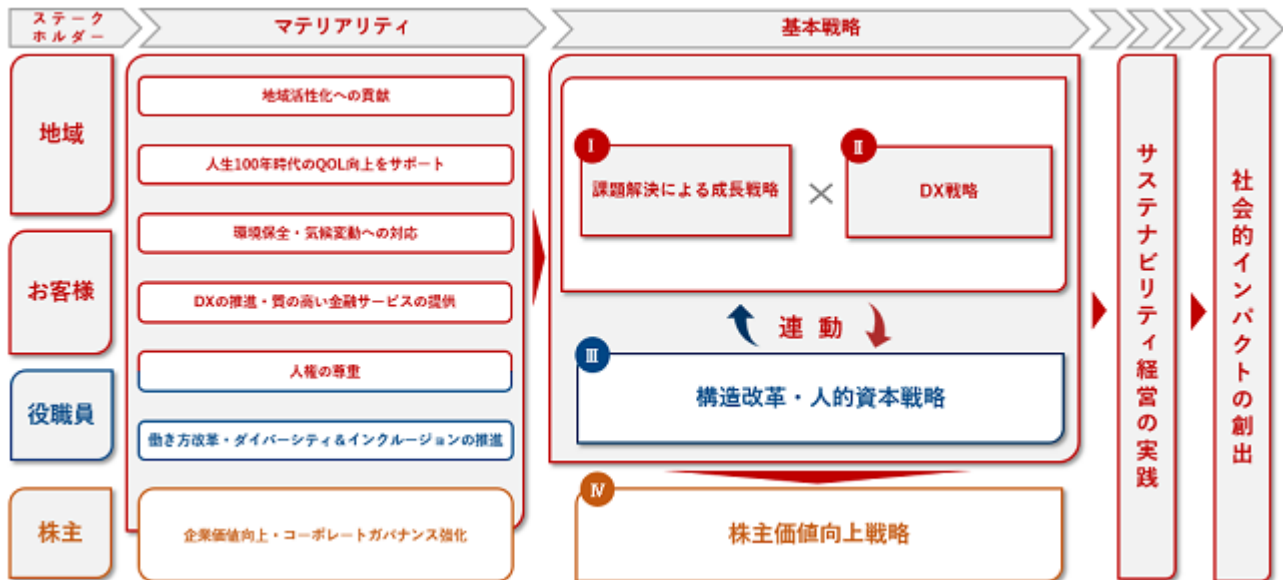 ステーク
ホルダー
マテリアリティ
基本戦略
地域
お客様
役職員
株主
地域活性化への貢献
人生100年時代のQOL向上をサポート
環境保全・気候変動への対応
DXの推進・質の高い金融サービスの提供
人権の尊重
働き方改革・ダイバーシティ&インクルージョンの推進
企業価値向上・コーポレートガバナンス強化
Ⅰ
課題解決による成長戦略
×
Ⅱ
DX戦略
連動
Ⅲ
構造改革・人的資本戦略
Ⅳ
株主価値向上戦略
サステナビリティ経営の実践
社会的インパクトの創出